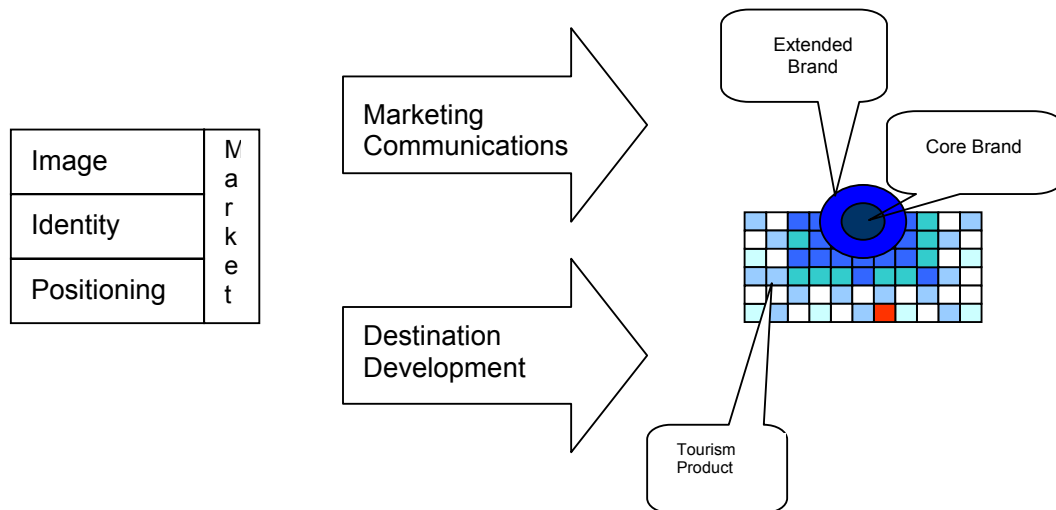 Image
Identity
Positioning
M
a
r
k
e
t
Marketing
Communications
Destination
Development
Extended
Brand
Core Brand
Tourism
Product